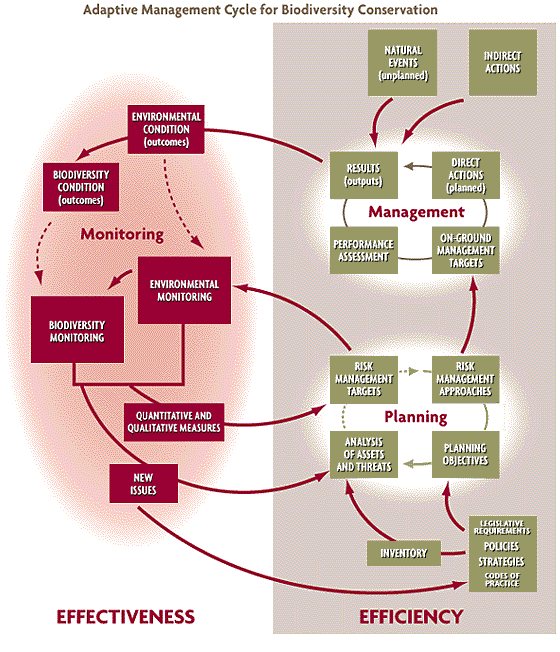 Adaptive Management Cycle for Biodiversity Conservation
NATURAL
EVENTS
(unplanned)
INDIRECT
ACTIONS
ENVIRONMENTAL
CONDITION
(outcomes)
BIODIVERSITY
CONDITION
(outcomes)
RESULTS
(outputs)
DIRECT
ACTIONS
(planned)
Management
Monitoring
PERFORMANCE
ASSESSMENT
ON-GROUND
MANAGEMENT
TARGETS
ENVIRONMENTAL
MONITORING
BIODIVERSITY
MONITORING
RISK
MANAGEMENT
TARGETS
RISK
MANAGEMENT
APPROACHES
QUANTITATIVE AND
QUALITATIVE MEASURES
Planning
ANALYSIS
OF ASSETS
AND THREATS
PLANNING
OBJECTIVES
NEW
ISSUES
LEGISLATIVE
REQUIREMENTS
POLICIES
STRATEGIES
CODES OF
PRACTICE
INVENTORY
EFFECTIVENESS
EFFICIENCY